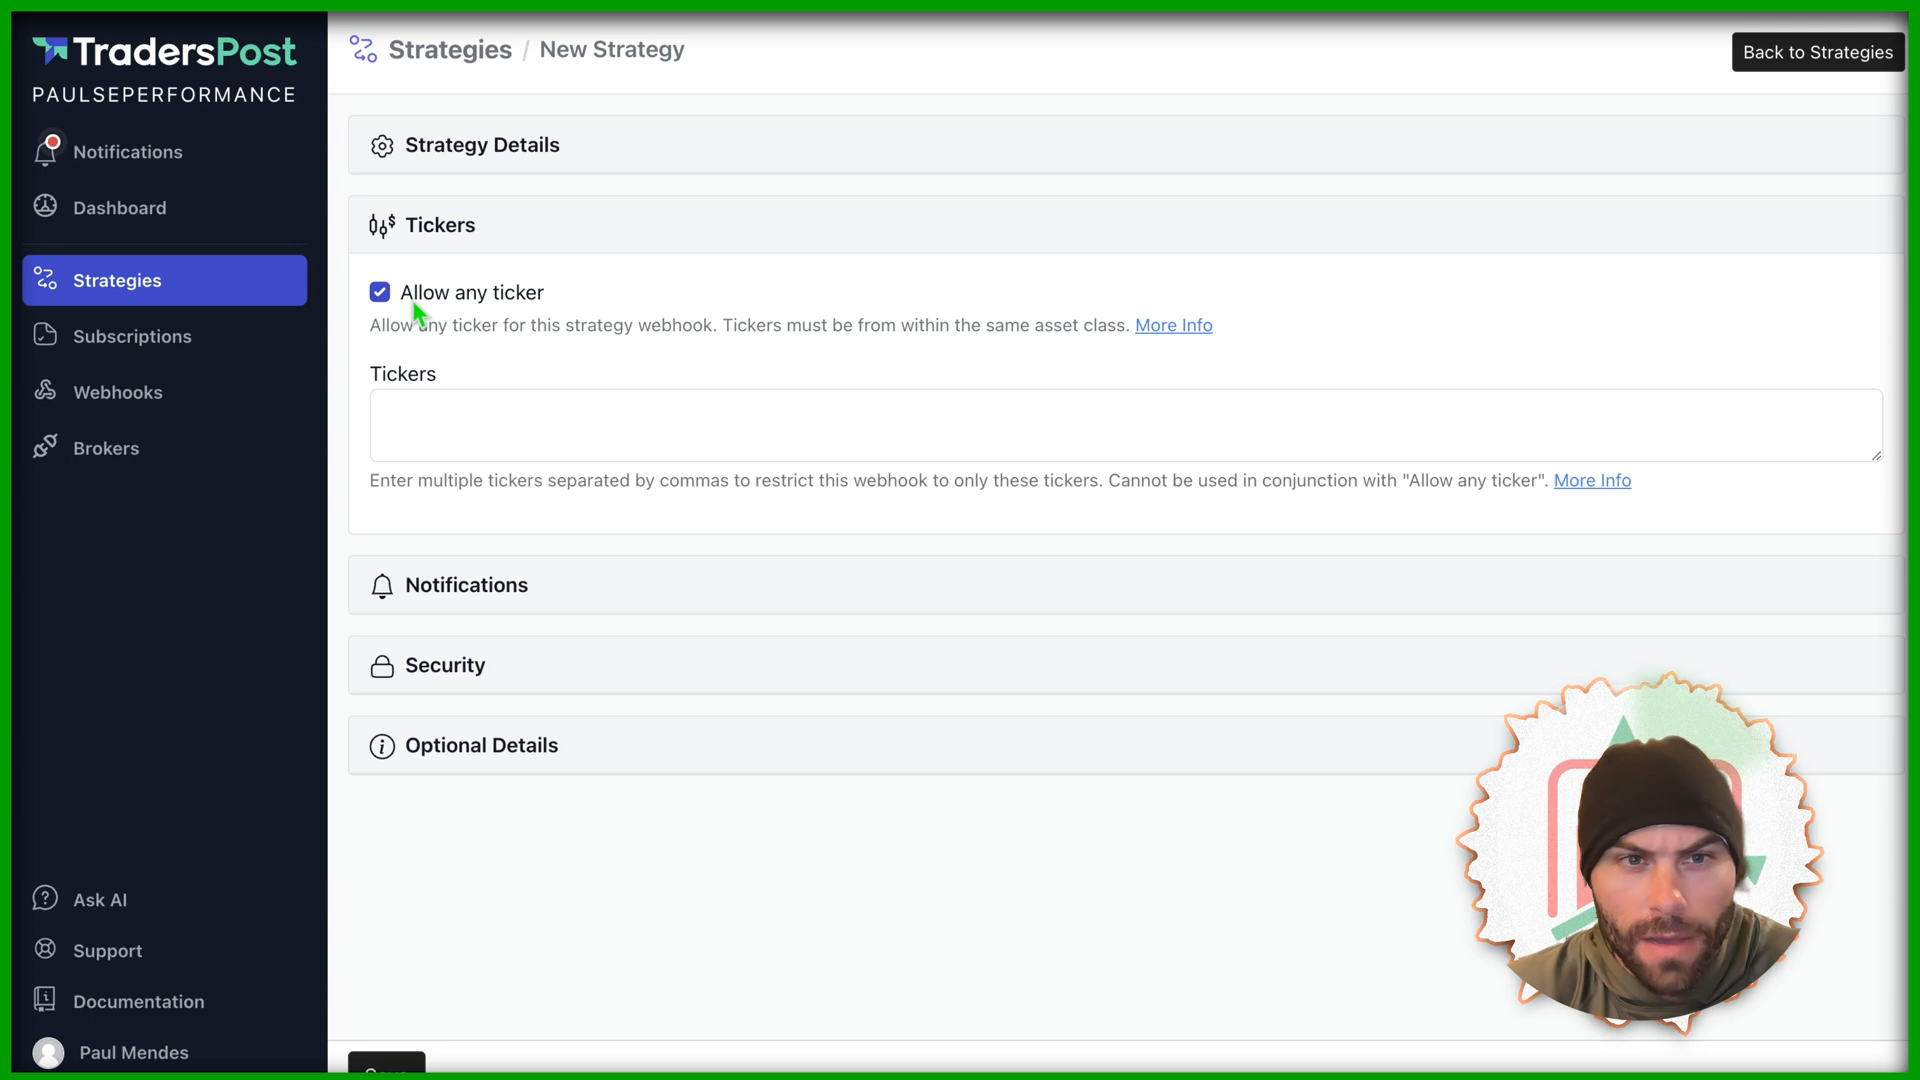 TradersPost
PAULSEPERFORMANCE
Notifications
Dashboard
Strategies
Subscriptions
Webhooks
Brokers
Ask AI
Support
Documentation
Paul Mendes
Strategies / New Strategy
Back to Strategies
Strategy Details
Tickers
Allow any ticker
Allow any ticker for this strategy webhook. Tickers must be from within the same asset class. More Info
Tickers
Enter multiple tickers separated by commas to restrict this webhook to only these tickers. Cannot be used in conjunction with "Allow any ticker". More Info
Notifications
Security
Optional Details